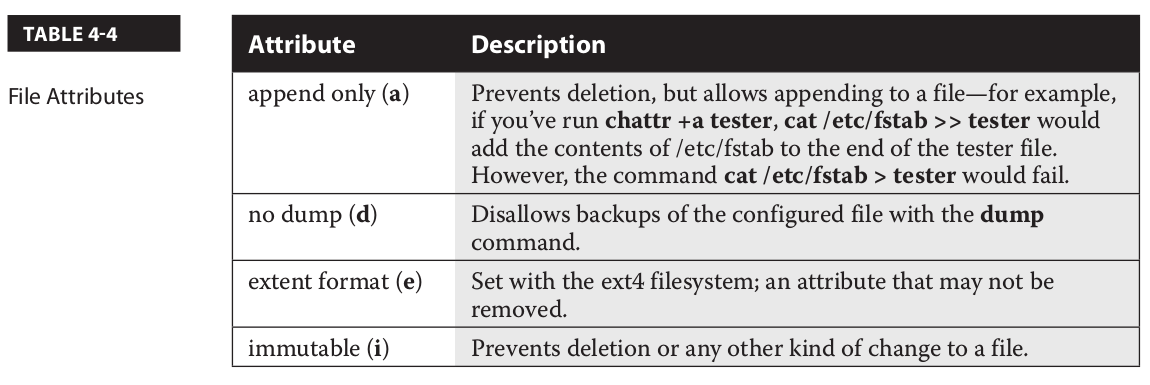 TABLE 4-4
File Attributes
Attribute Description
append only (a) Prevents deletion, but allows appending to a file—for example,
if you've run chattr +a tester, cat /etc/fstab >> tester would
add the contents of /etc/fstab to the end of the tester file.
However, the command cat /etc/fstab > tester would fail.
no dump (d) Disallows backups of the configured file with the dump
command.
extent format (e) Set with the ext4 filesystem; an attribute that may not be
removed.
immutable (i) Prevents deletion or any other kind of change to a file.